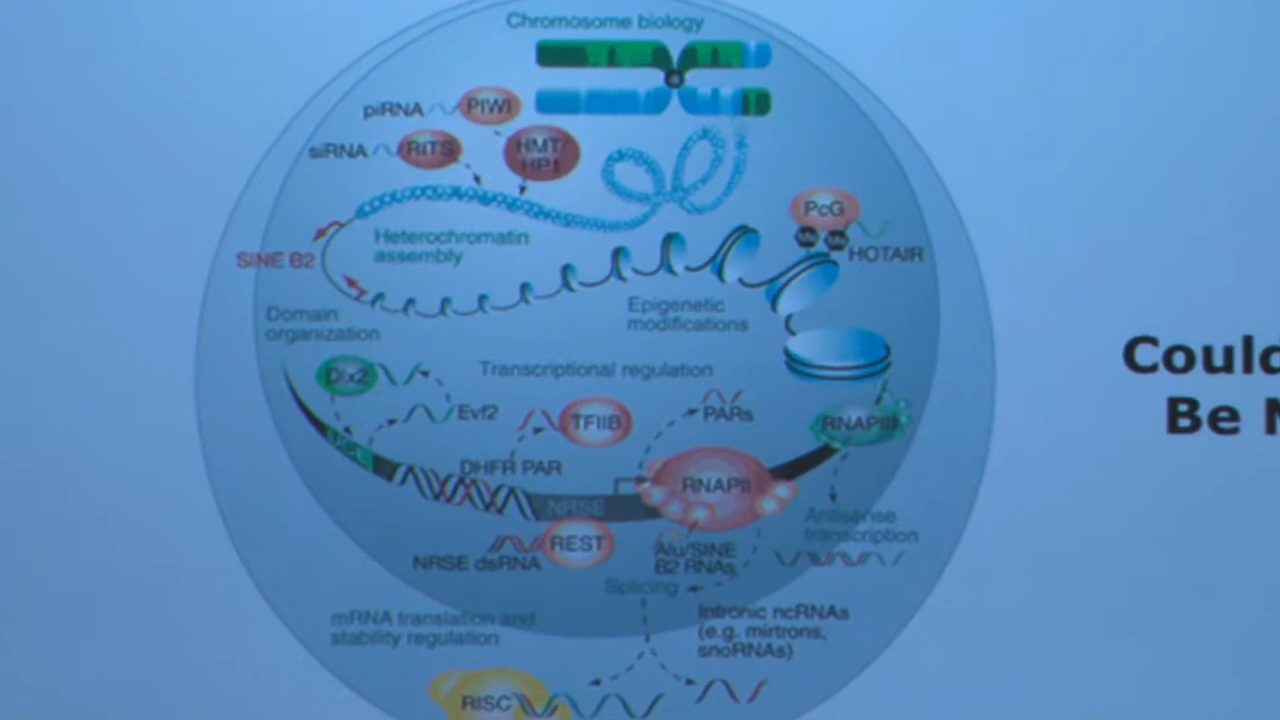 Chromosome biology
piRNA
PIWI
siRNA
RITS
HMT/
HP1
PcG
Me
Me
HOTAIR
SINE B2
Heterochromatin
assembly
Epigenetic
modifications
Domain
organization
Dlx2
Transcriptional regulation
Evf2
TFIIB
PARs
RNAPIII
DHFR PAR
RNAPII
NRSE
REST
NRSE dsRNA
Alu/SINE
B2 RNAs
Antisense
transcription
Splicing
mRNA translation and
stability regulation
Intronic ncRNAs
(e.g. mirtrons,
snoRNAs)
RISC
Could
Be